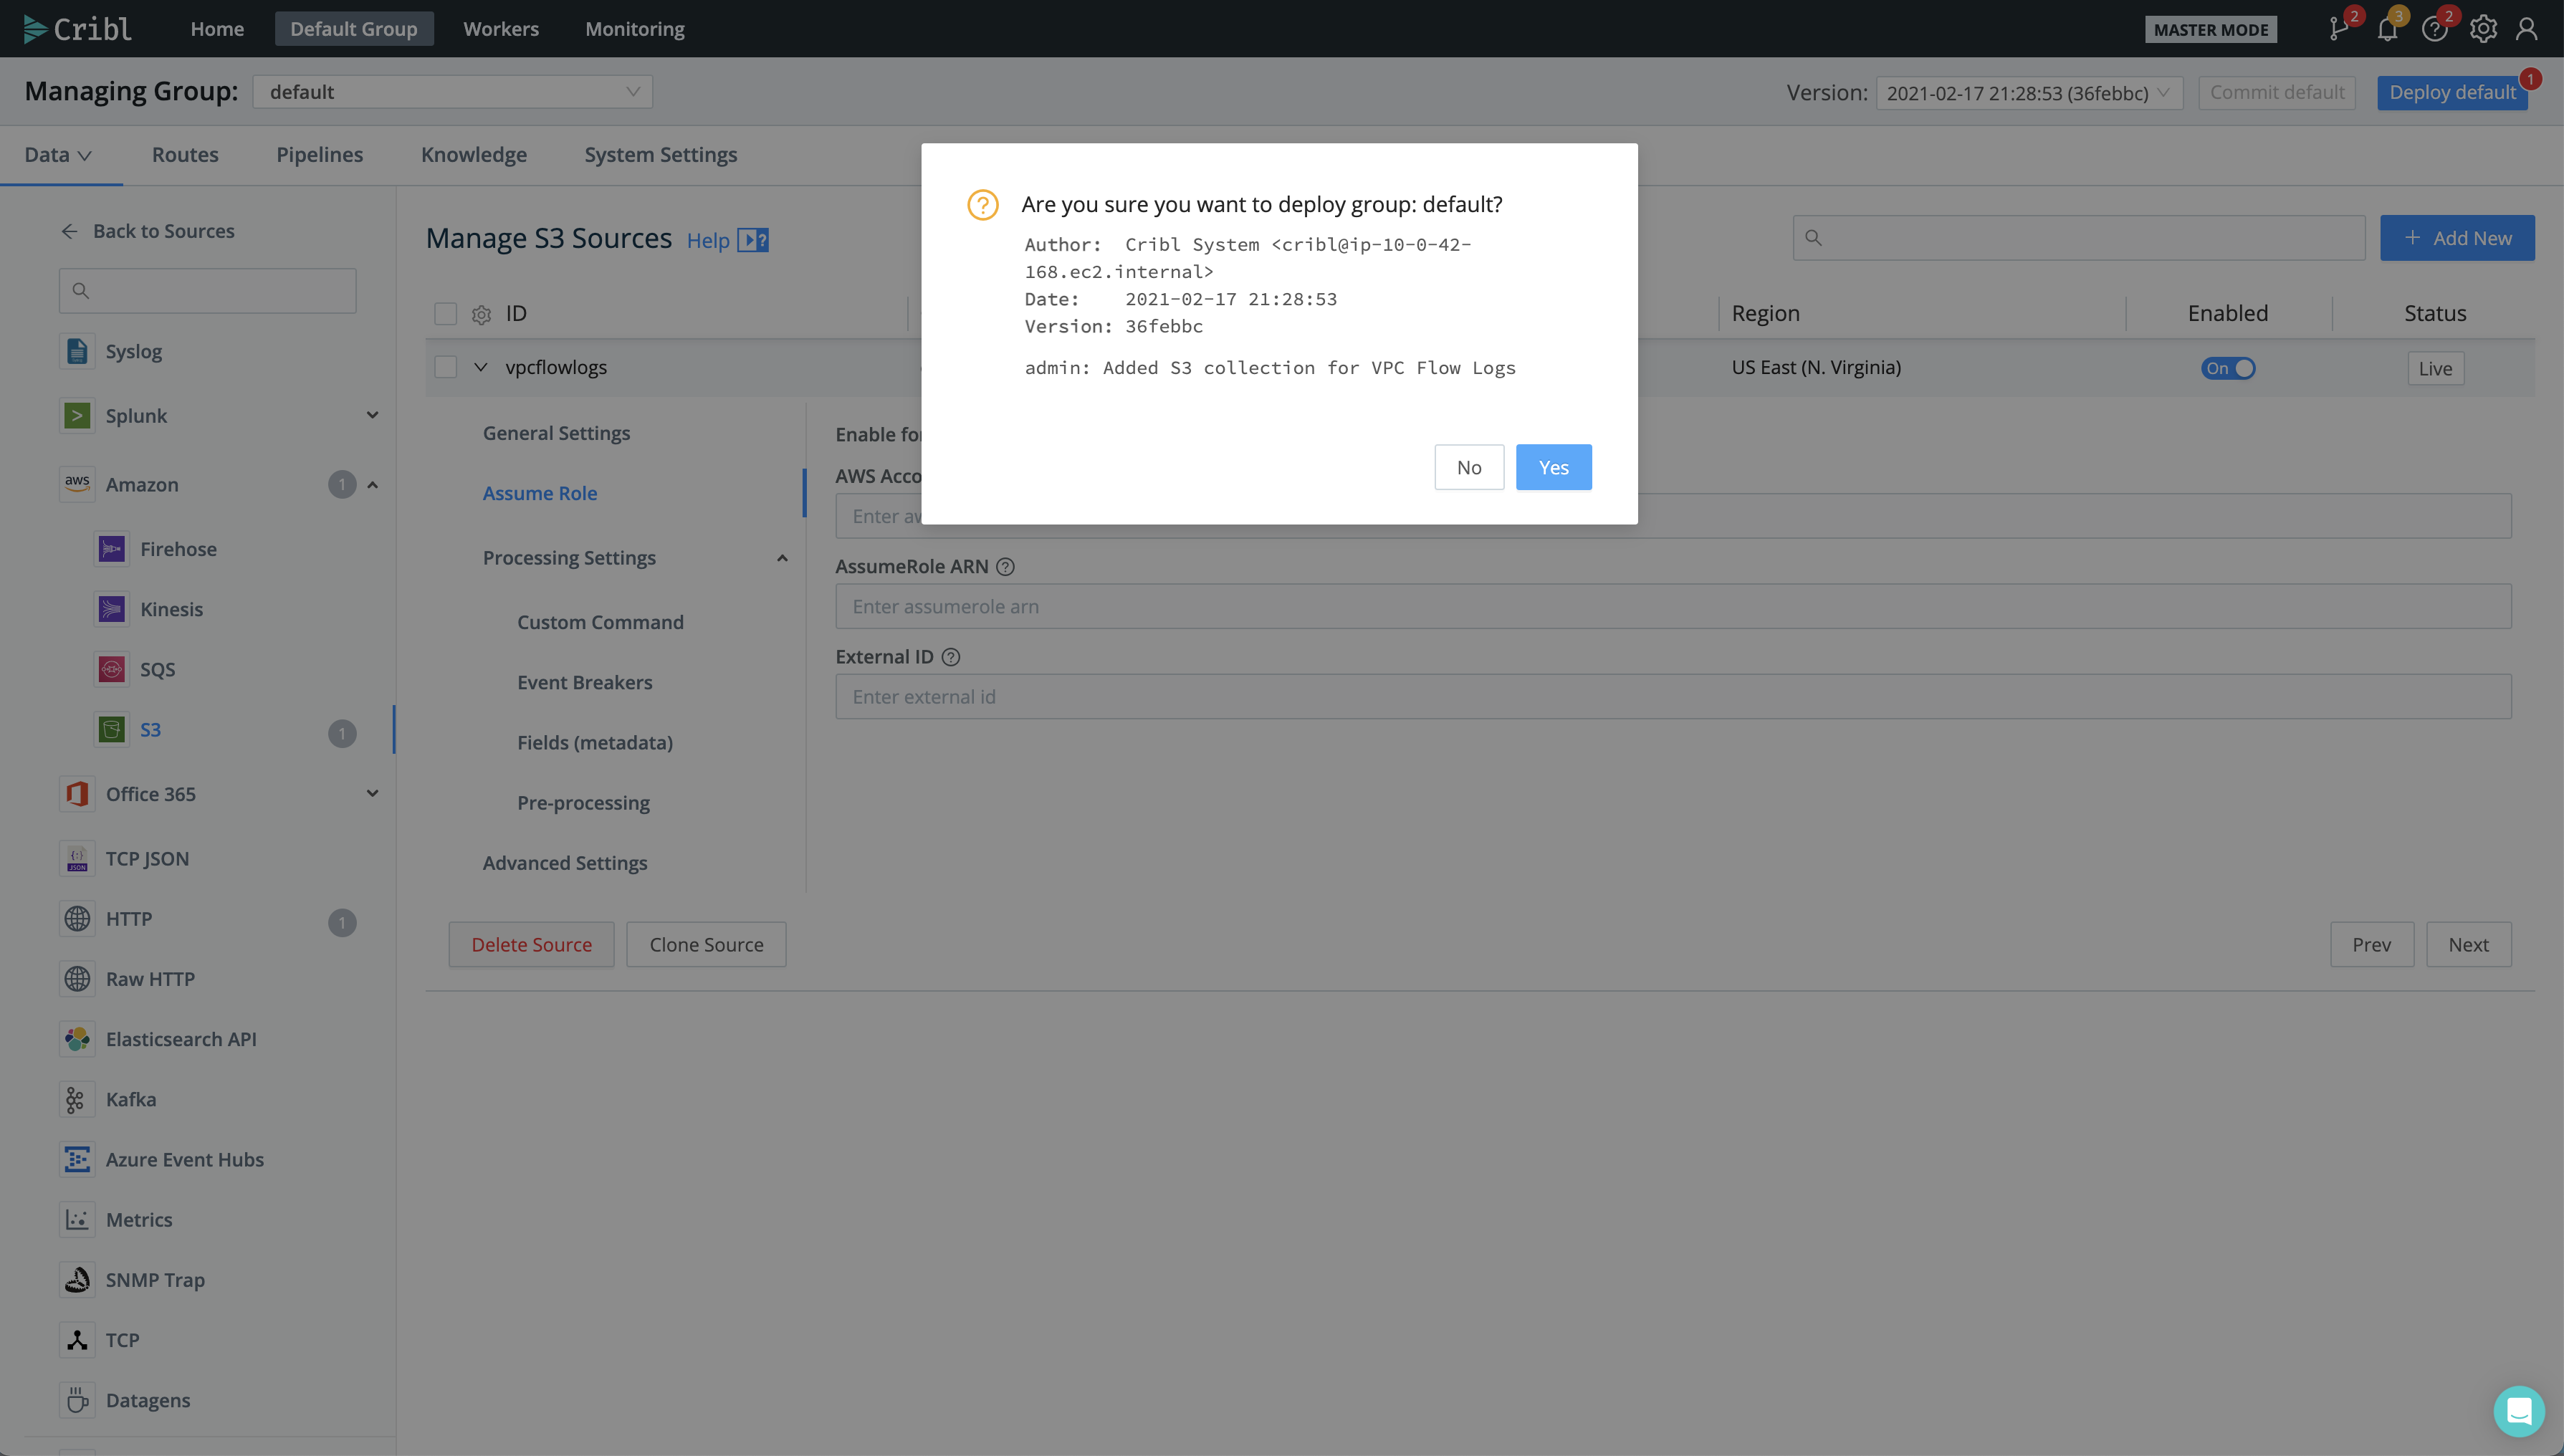 Cribl
Home
Default Group
Workers
Monitoring
MASTER MODE
2
3
2
Managing Group:
default
Version:
2021-02-17 21:28:53 (36febbc)
Commit default
Deploy default
1
Data
Routes
Pipelines
Knowledge
System Settings
Back to Sources
Syslog
Splunk
aws
Amazon
1
Firehose
Kinesis
SQS
S3
1
Office 365
TCP JSON
HTTP
1
Raw HTTP
Elasticsearch API
Kafka
Azure Event Hubs
Metrics
SNMP Trap
TCP
Datagens
Manage S3 Sources
Help
Add New
ID
Region
Enabled
Status
vpcflowlogs
US East (N. Virginia)
On
Live
General Settings
Assume Role
Processing Settings
Custom Command
Event Breakers
Fields (metadata)
Pre-processing
Advanced Settings
Enable for
AWS Acco
Enter aw
AssumeRole ARN
Enter assumerole arn
External ID
Enter external id
Delete Source
Clone Source
Prev
Next
Are you sure you want to deploy group: default?
Author: Cribl System <cribl@ip-10-0-42-
168.ec2.internal>
Date: 2021-02-17 21:28:53
Version: 36febbc
admin: Added S3 collection for VPC Flow Logs
No
Yes